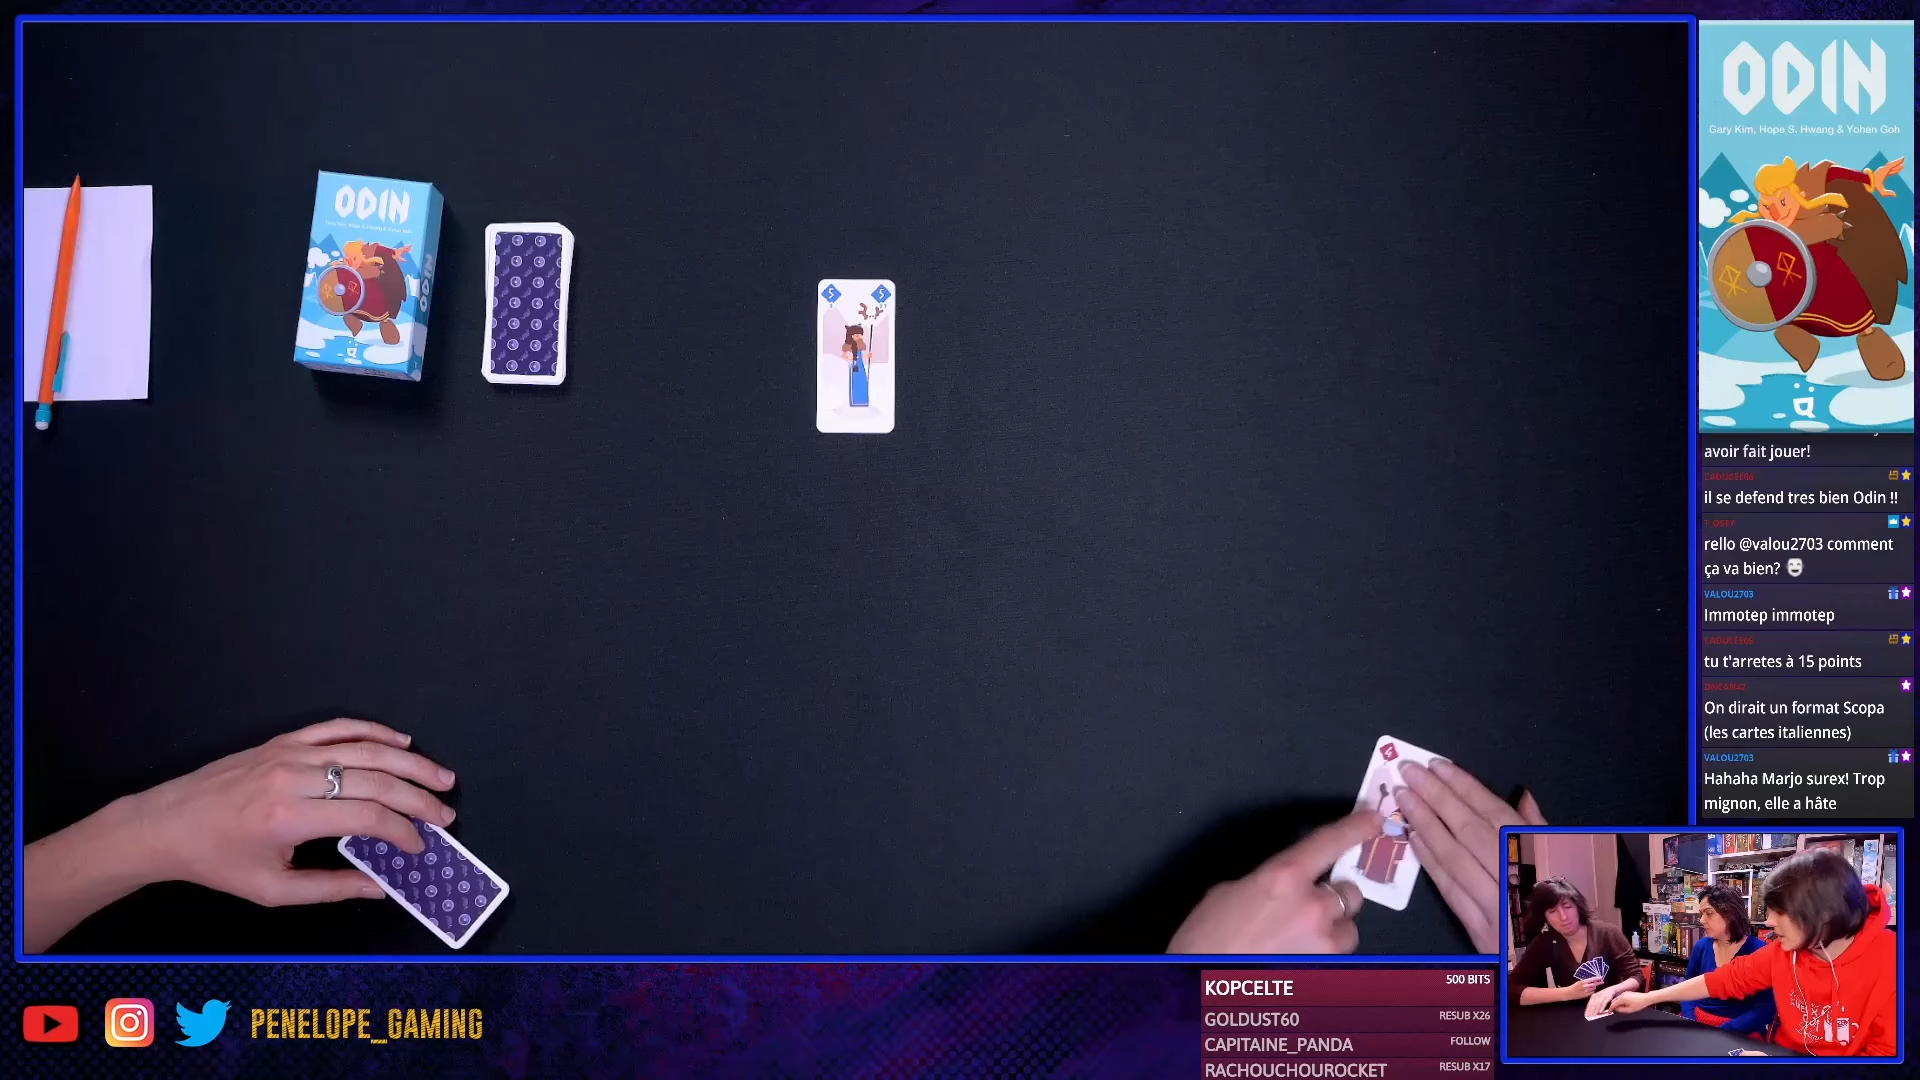 ODIN
Gary Kim, Hope S. Hwang & Yohan Goh
ODIN
ODIN
5
5
avoir fait jouer!
il se defend tres bien Odin !!
rello @valou2703 comment
ça va bien?
VALOU2703
Immotep immotep
tu t'arretes à 15 points
On dirait un format Scopa
(les cartes italiennes)
VALOU2703
Hahaha Marjo surex! Trop
mignon, elle a hâte
PENELOPE_GAMING
KOPCELTE 500 BITS
GOLDUST60 RESUB X26
CAPITAINE_PANDA FOLLOW
RACHOUCHOUROCKET RESUB X17